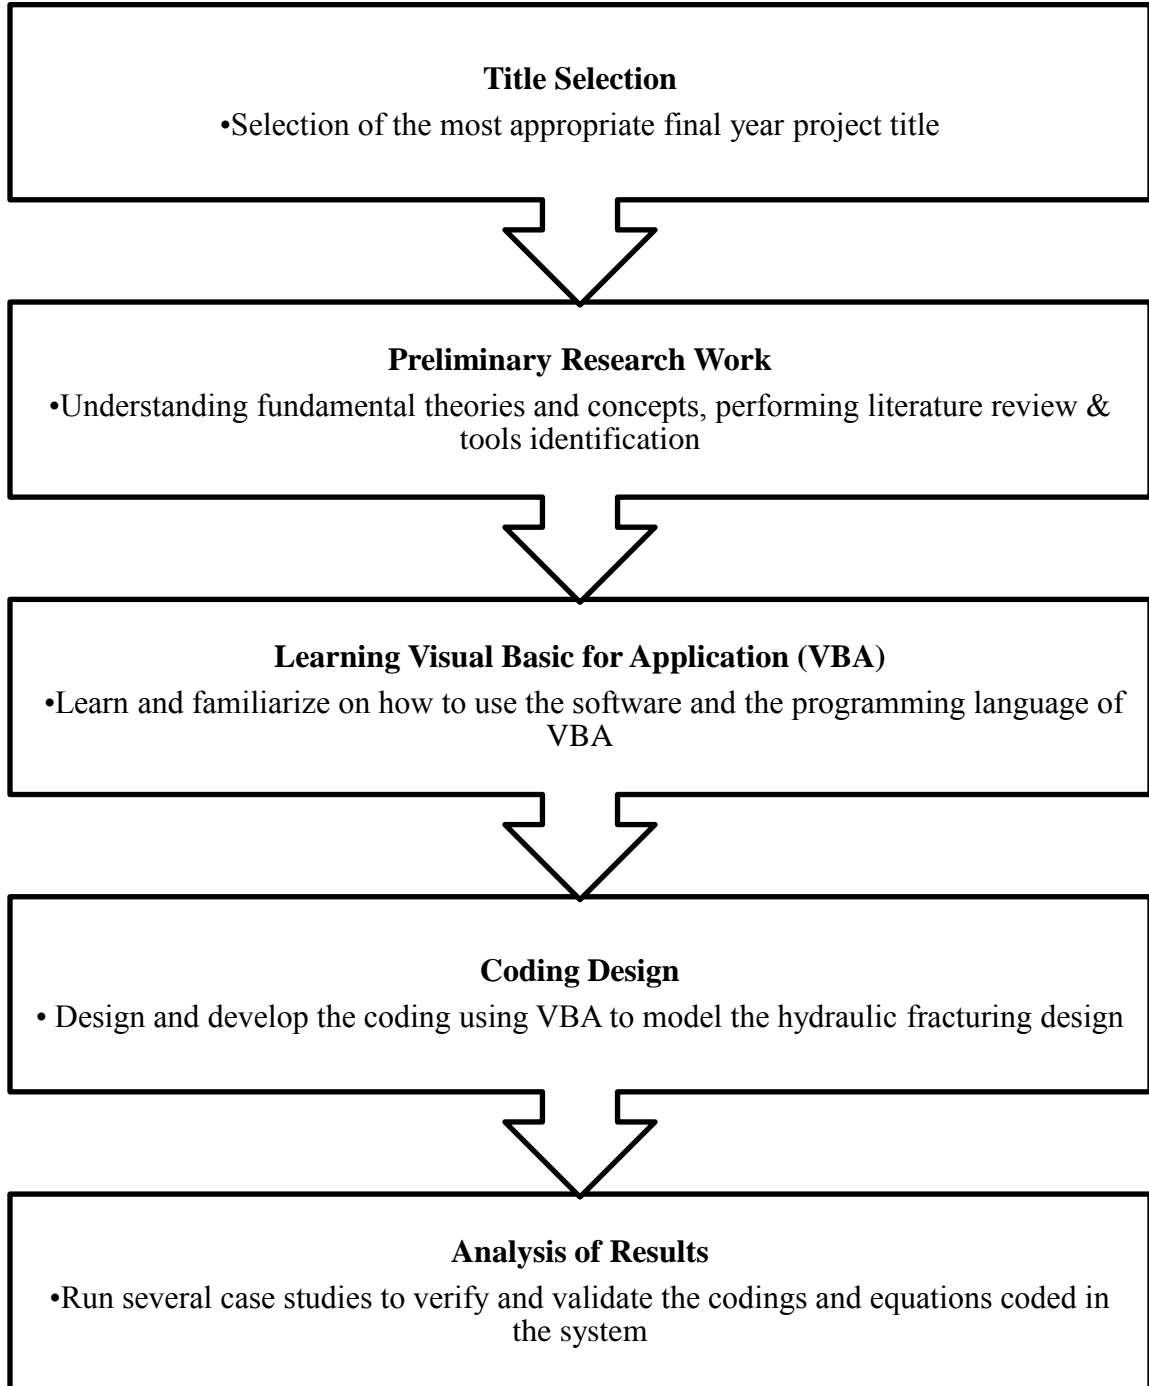 Title Selection
•Selection of the most appropriate final year project title
Preliminary Research Work
•Understanding fundamental theories and concepts, performing literature review &
tools identification
Learning Visual Basic for Application (VBA)
•Learn and familiarize on how to use the software and the programming language of
VBA
Coding Design
• Design and develop the coding using VBA to model the hydraulic fracturing design
Analysis of Results
•Run several case studies to verify and validate the codings and equations coded in
the system